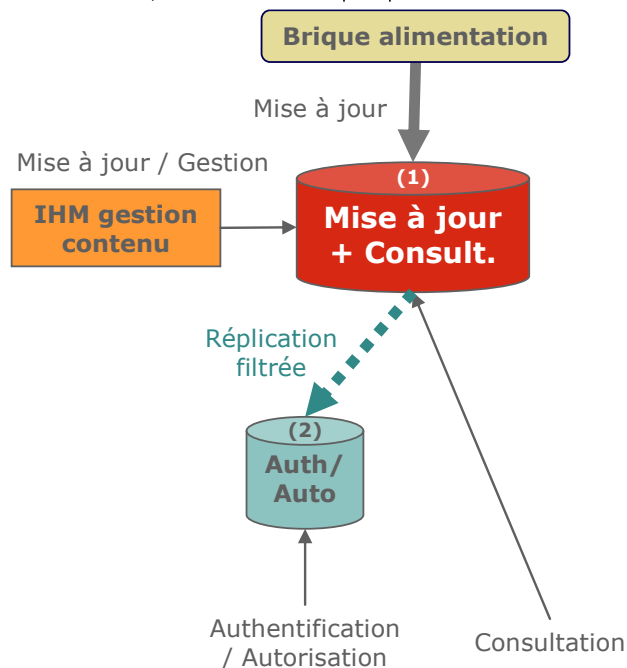 Brique alimentation
Mise à jour
Mise à jour / Gestion
(1)
IHM gestion
contenu
Mise à jour
+ Consult.
Réplication
filtrée
(2)
Auth/
Auto
Authentification
/ Autorisation
Consultation